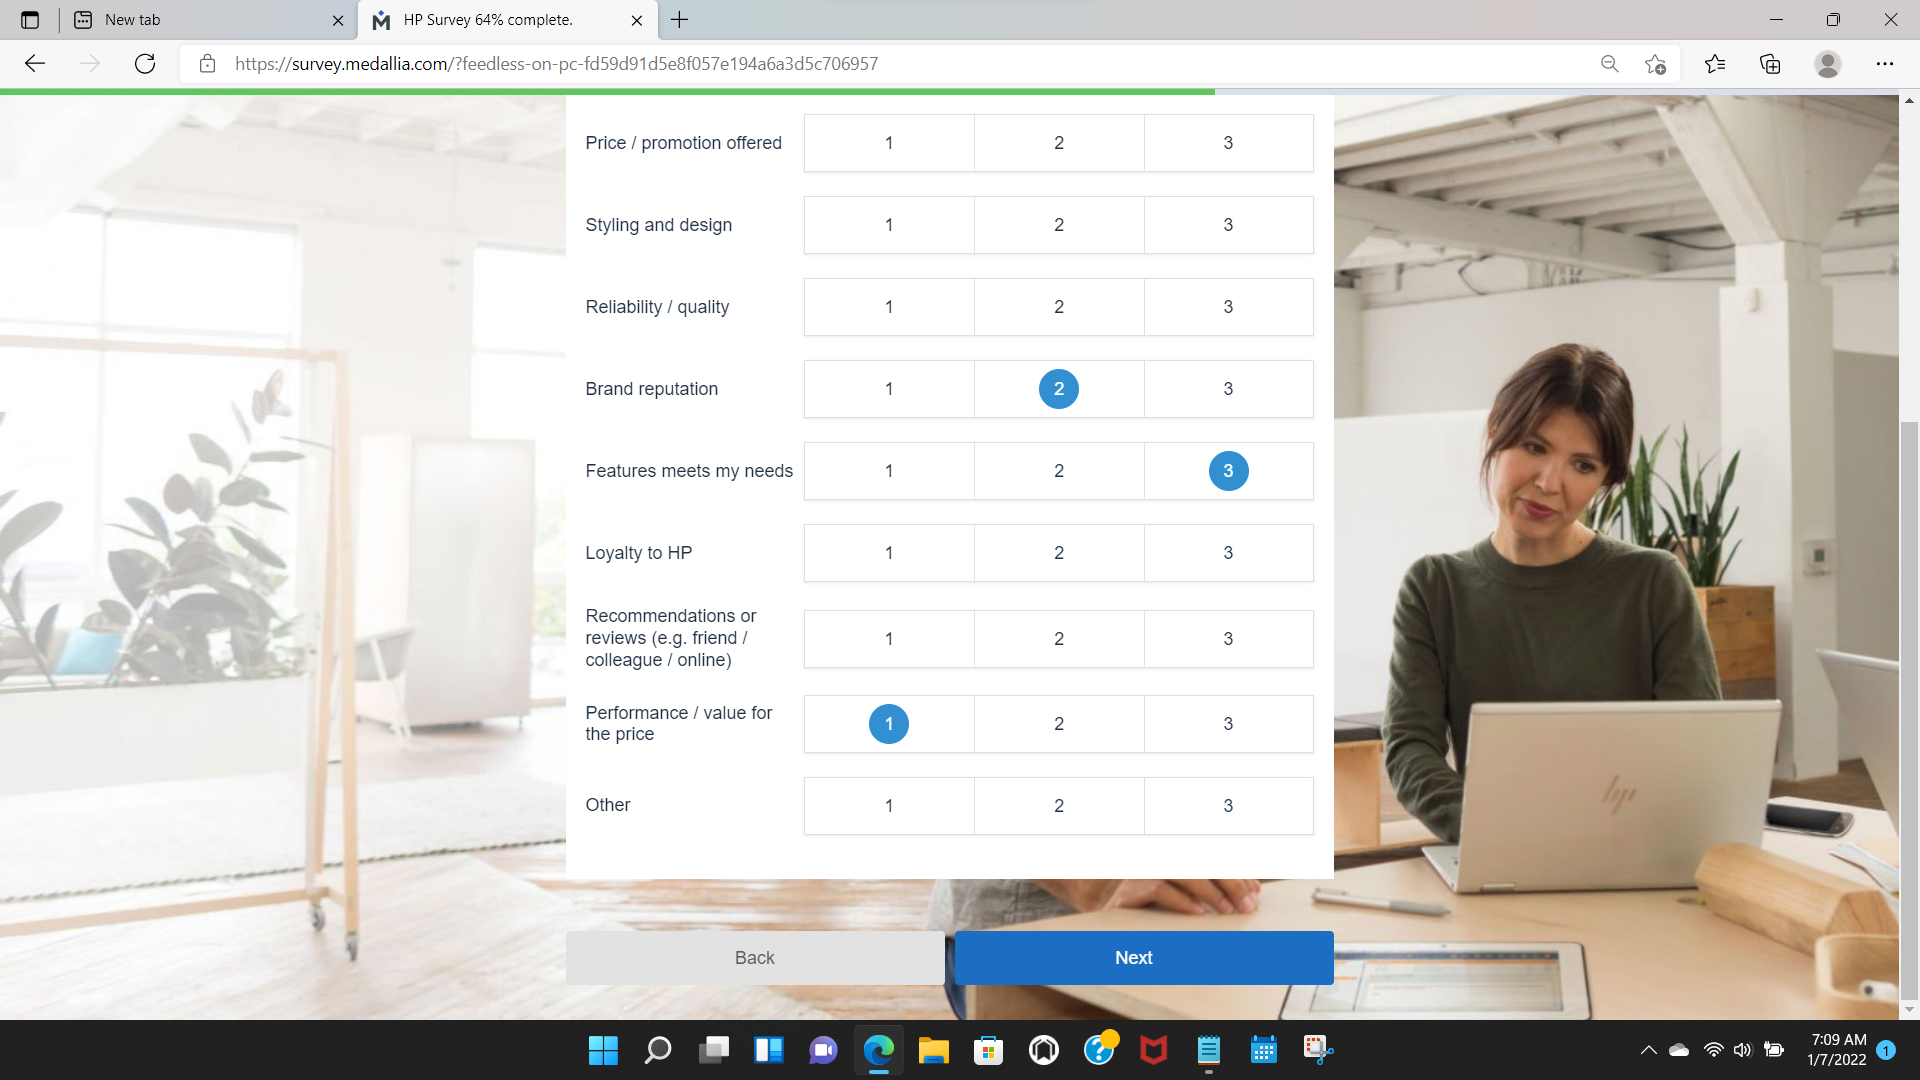 New tab
HP Survey 64% complete.
https://survey.medallia.com/?feedless-on-pc-fd59d91d5e8f057e194a6a3d5c706957
Price / promotion offered 1 2 3
Styling and design 1 2 3
Reliability / quality 1 2 3
Brand reputation 1 2 3
Features meets my needs 1 2 3
Loyalty to HP 1 2 3
Recommendations or
reviews (e.g. friend / 1 2 3
colleague / online)
Performance / value for
the price 1 2 3
Other 1 2 3
hp
Back Next
7:09 AM
1/7/2022 1